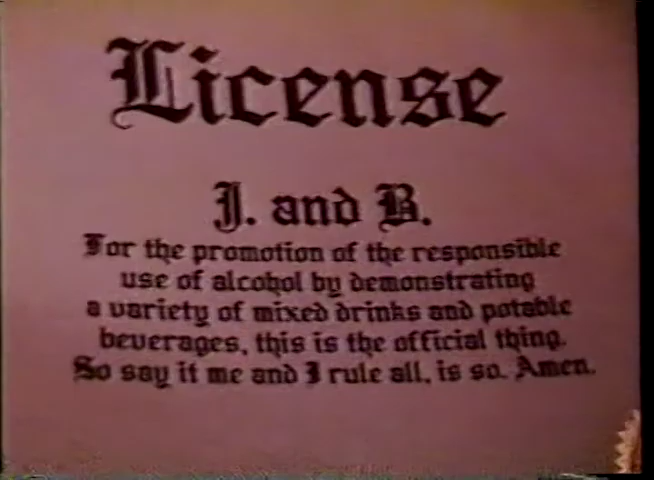 License
J. and B.
For the promotion of the responsible
use of alcohol by demonstrating
a variety of mixed drinks and potable
beverages, this is the official thing.
So say it me and I rule all, is so. Amen.